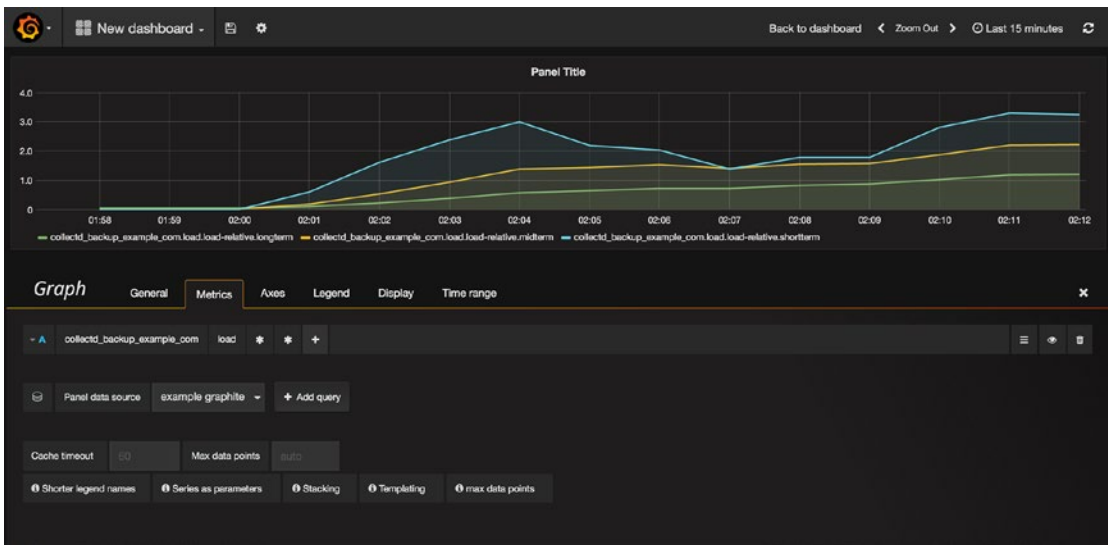 New dashboard
Back to dashboard Zoom Out Last 15 minutes
Panel Title
4.0
3.0
2.0
1.0
0
01:58 01:59 02:00 02:01 02:02 02:03 02:04 02:05 02:06 02:07 02:08 02:09 02:10 02:11 02:12
collectd_backup_example_com.load.load-relative.longterm collectd_backup_example_com.load.load-relative.midterm collectd_backup_example_com.load.load-relative.shortterm
Graph General Metrics Axes Legend Display Time range
A collectd_backup_example_com load * * +
Panel data source example graphite + Add query
Cache timeout 60 Max data points auto
Shorter legend names Series as parameters Stacking Templating max data points